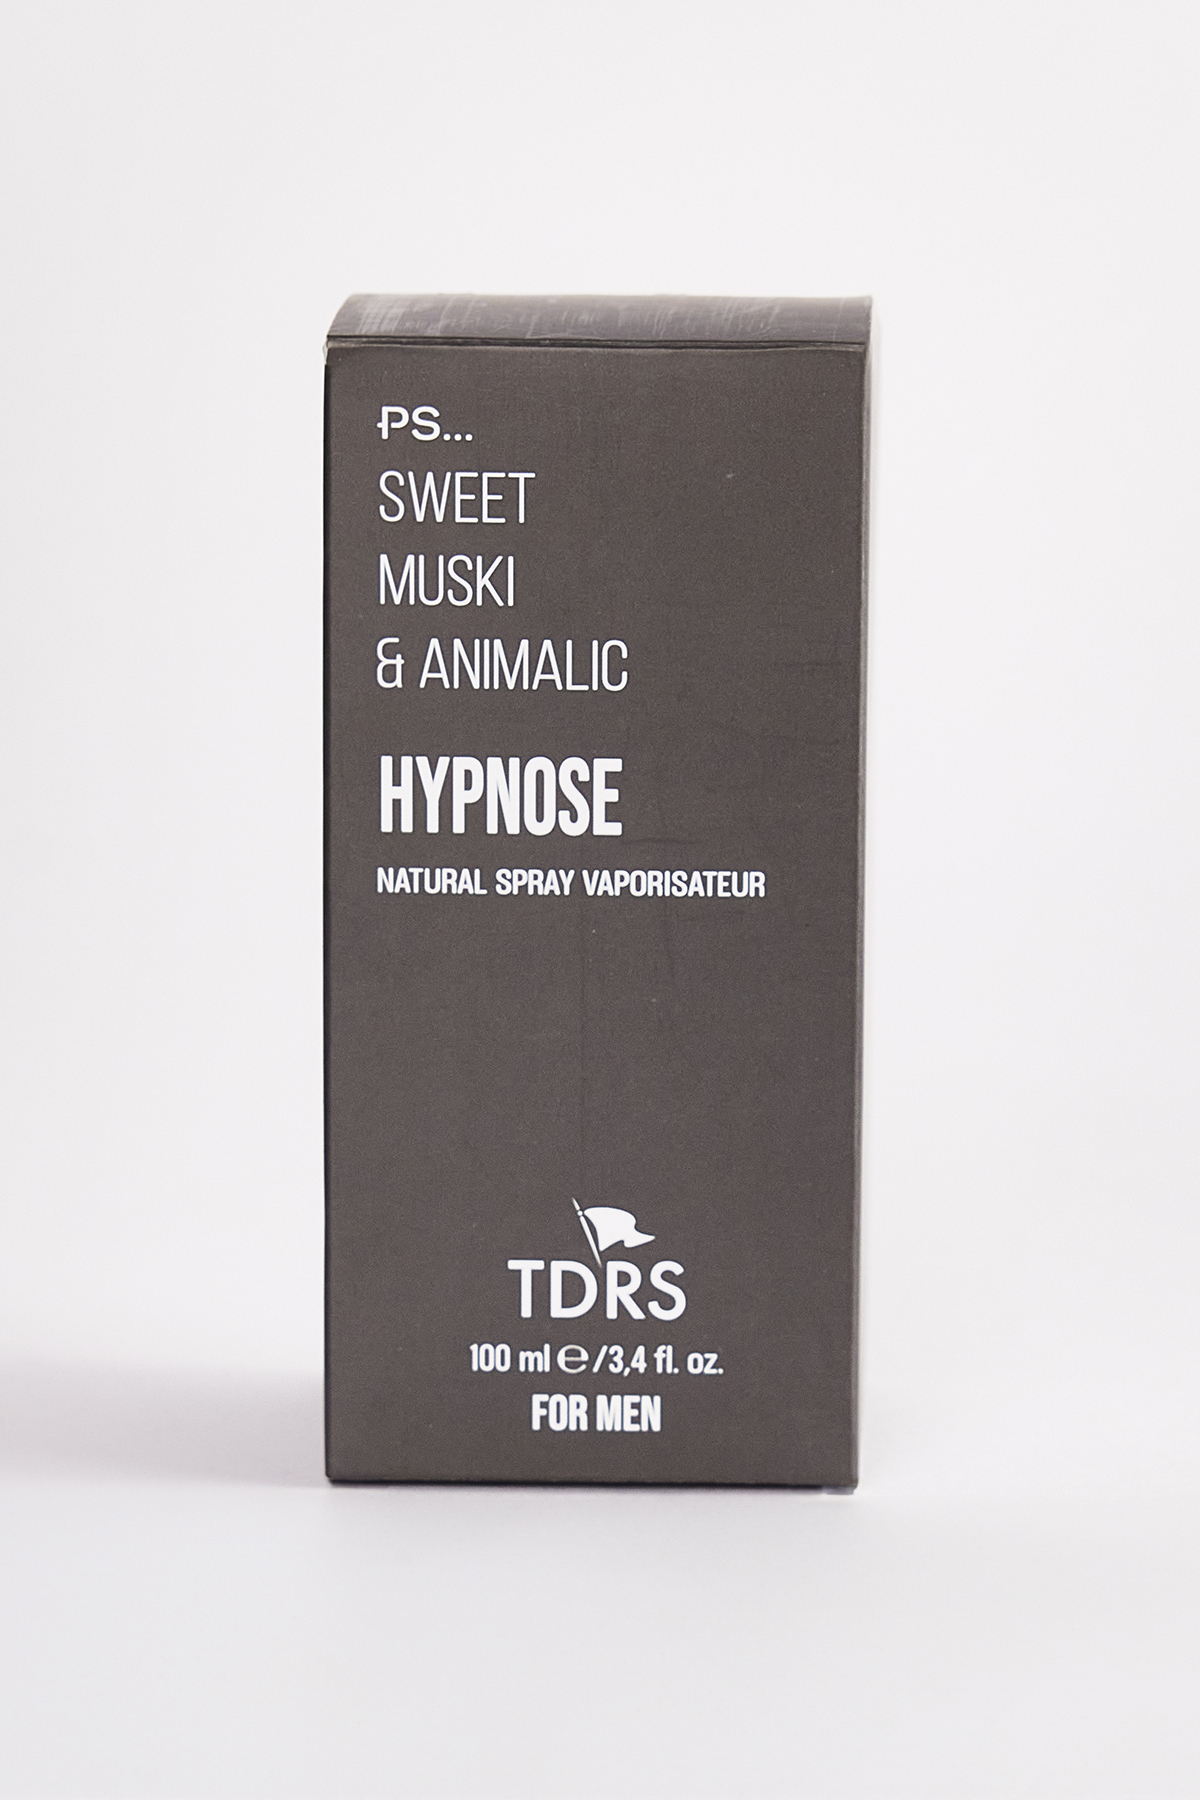 PS...
SWEET
MUSKI
& ANIMALIC
HYPNOSE
NATURAL SPRAY VAPORISATEUR
TDRS
100 ml ℮/3,4 fl. oz.
FOR MEN